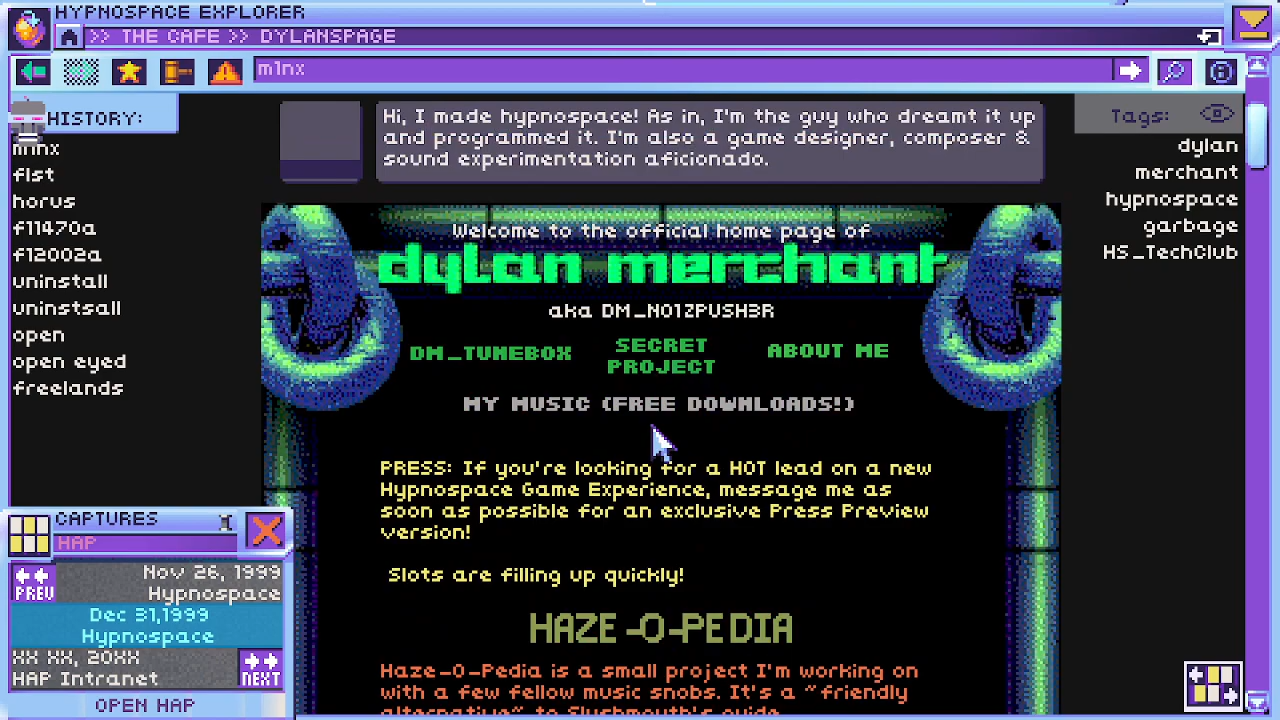 HYPNOSPACE EXPLORER
>> THE CAFE >> DYLANSPAGE
m1nx
HISTORY:
m1nx
f1st
horus
f11470a
f12002a
uninstall
uninstsall
open
open eyed
freelands
Hi, I made hypnospace! As in, I'm the guy who dreamt it up
and programmed it. I'm also a game designer, composer &
sound experimentation aficionado.
Tags:
dylan
merchant
hypnospace
garbage
HS_TechClub
Welcome to the official home page of
dylan merchant
aka DM_NO1ZPUSH3R
DM_TUNEBOX
SECRET
PROJECT
ABOUT ME
MY MUSIC (FREE DOWNLOADS!)
PRESS: If you're looking for a HOT lead on a new
Hypnospace Game Experience, message me as
soon as possible for an exclusive Press Preview
version!
Slots are filling up quickly!
HAZE-O-PEDIA
Haze-O-Pedia is a small project I'm working on
with a few fellow music snobs. It's a "friendly
alternative" to Slushmouth's guide.
CAPTURES
HAP
PREV
Nov 26, 1999
Hypnospace
Dec 31,1999
Hypnospace
XX XX, 20XX
HAP Intranet
NEXT
OPEN HAP